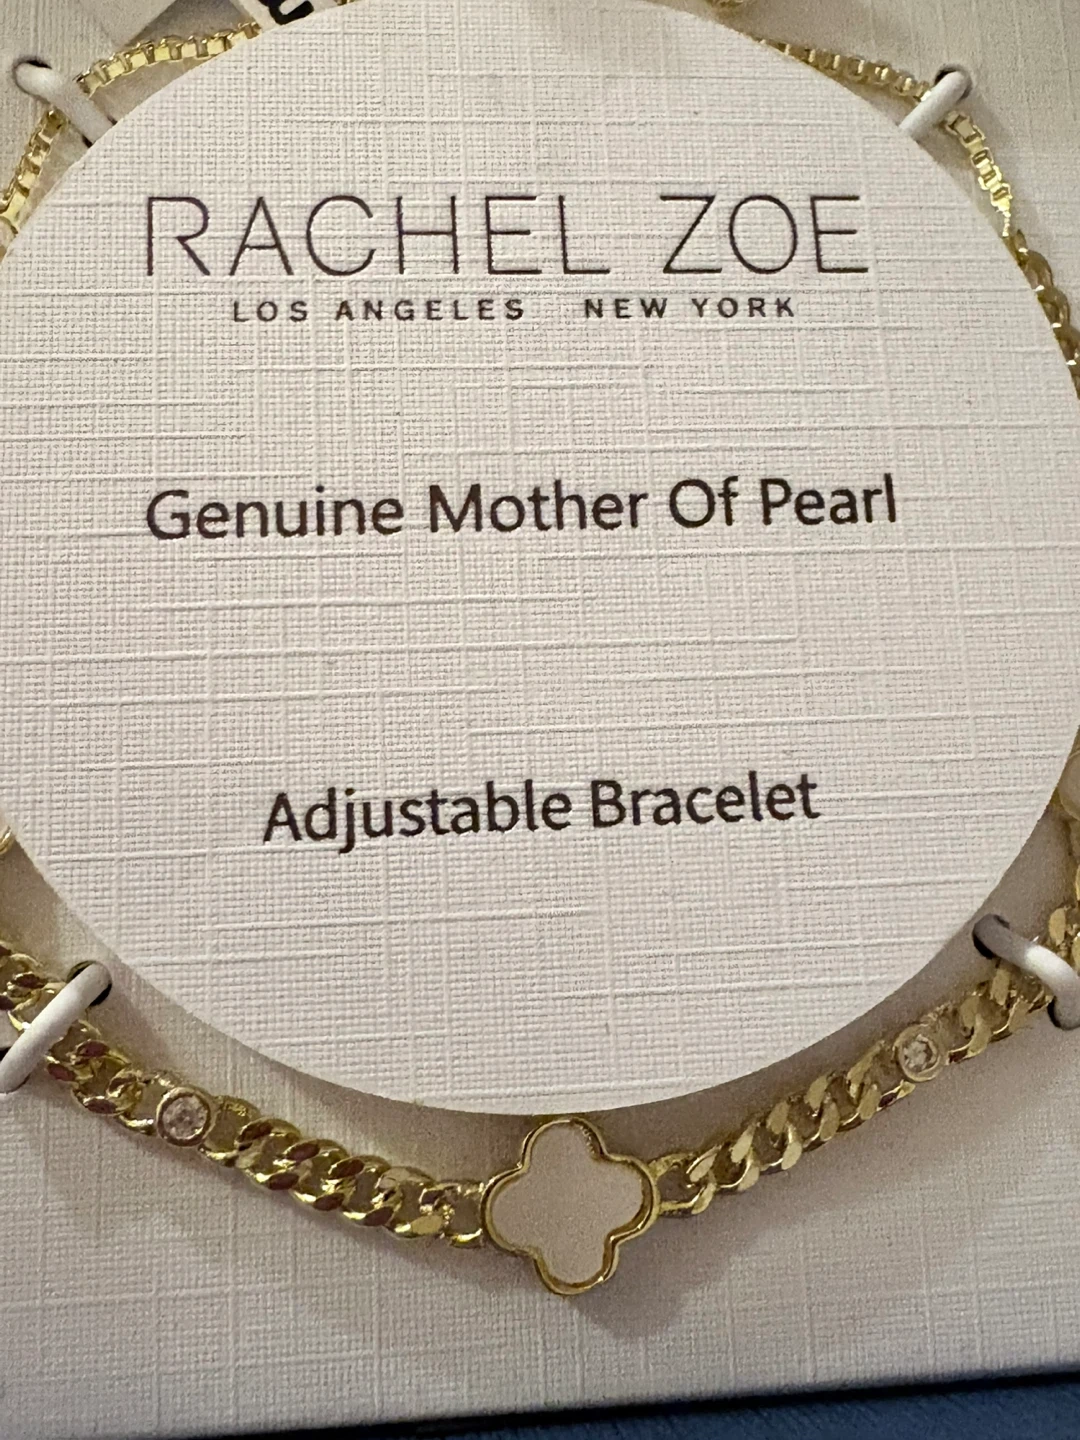 RACHEL ZOE
LOS ANGELES NEW YORK
Genuine Mother Of Pearl
Adjustable Bracelet